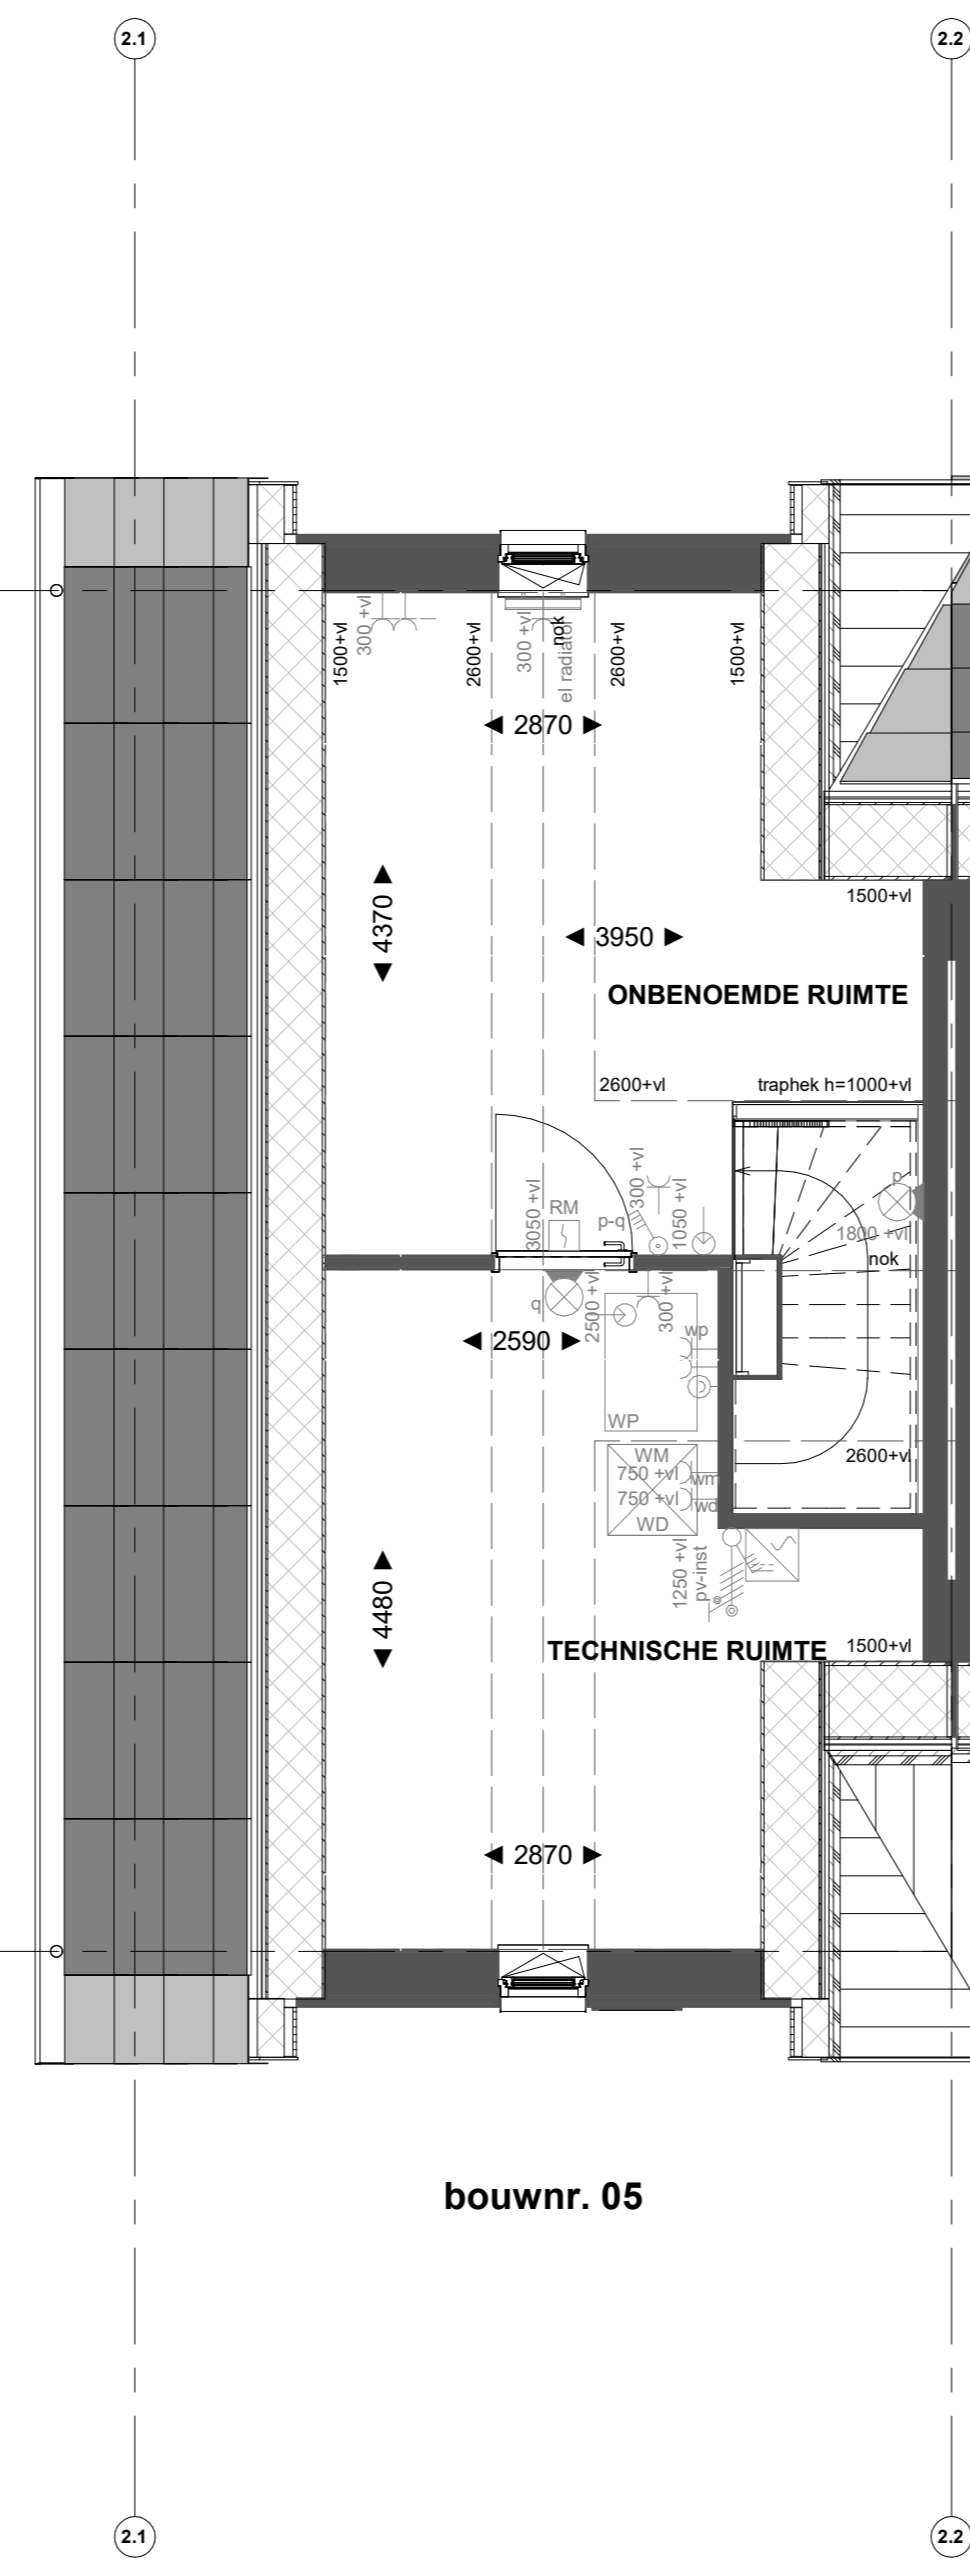 2.1
2.2
1500+vl
300 +vl
2600+vl
300 +vl
nok
el radiator
2600+vl
1500+vl
2870
4370
1500+vl
3950
ONBENOEMDE RUIMTE
2600+vl
traphek h=1000+vl
3050 +vl
RM
p-q
300 +vl
1050 +vl
p
1800 +vl
nok
q
2500 +vl
300 +vl
2590
wp
WP
WM
750 +vl
wm
750 +vl
wd
WD
2600+vl
4480
1250 +vl
pv-inst
TECHNISCHE RUIMTE
1500+vl
2870
bouwnr. 05
2.1
2.2